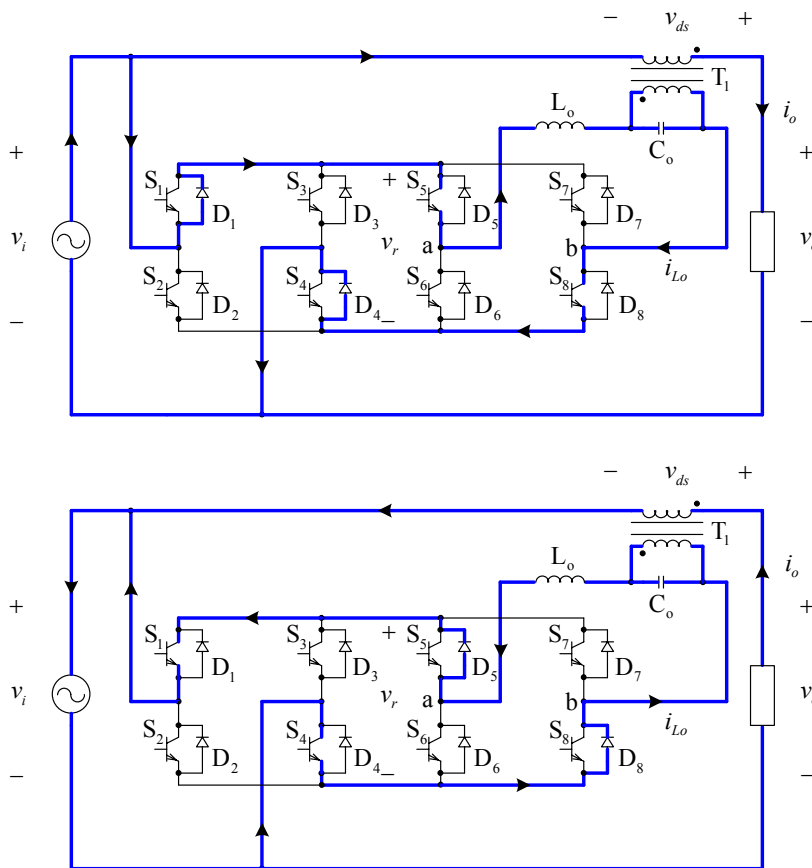 − v_ds +
T_1
L_o
i_o
C_o
+ S_1 S_3 + S_5 S_7 +
D_1 D_3 D_5 D_7
v_i v_r a b v
i_Lo
S_2 S_4 S_6 S_8
− D_2 D_4 − D_6 D_8 −
− v_ds +
T_1
L_o
i_o
C_o
+ S_1 S_3 + S_5 S_7 +
D_1 D_3 D_5 D_7
v_i v_r a b v
i_Lo
S_2 S_4 S_6 S_8
− D_2 D_4 − D_6 D_8 −